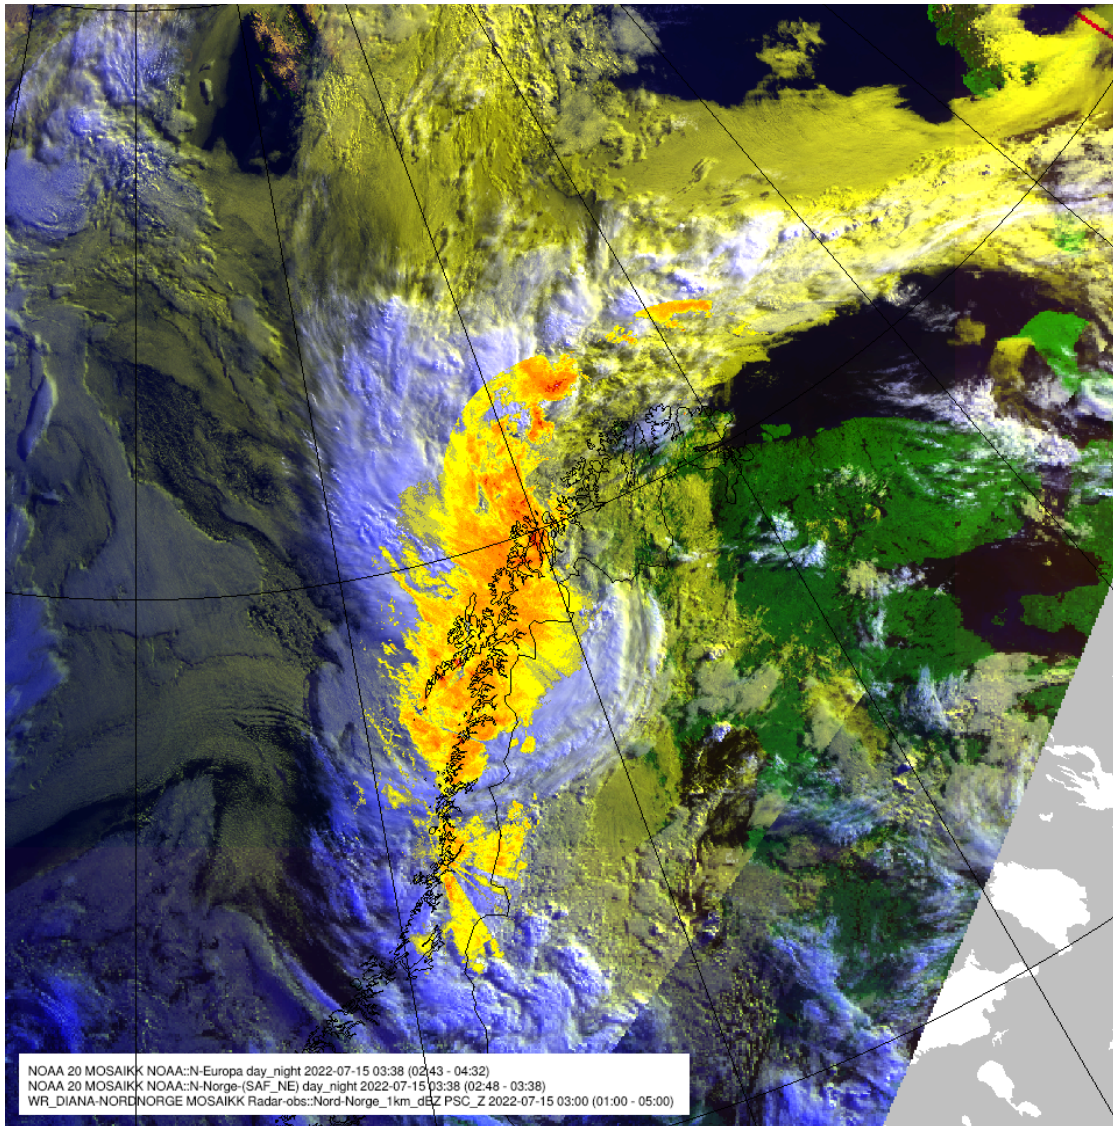 NOAA 20 MOSAIKK NOAA::N-Europa day_night 2022-07-15 03:38 (02:43 - 04:32)
NOAA 20 MOSAIKK NOAA::N-Norge-(SAF_NE) day_night 2022-07-15 03:38 (02:48 - 03:38)
WR_DIANA-NORDNORGE MOSAIKK Radar-obs::Nord-Norge_1km_dBZ PSC_Z 2022-07-15 03:00 (01:00 - 05:00)